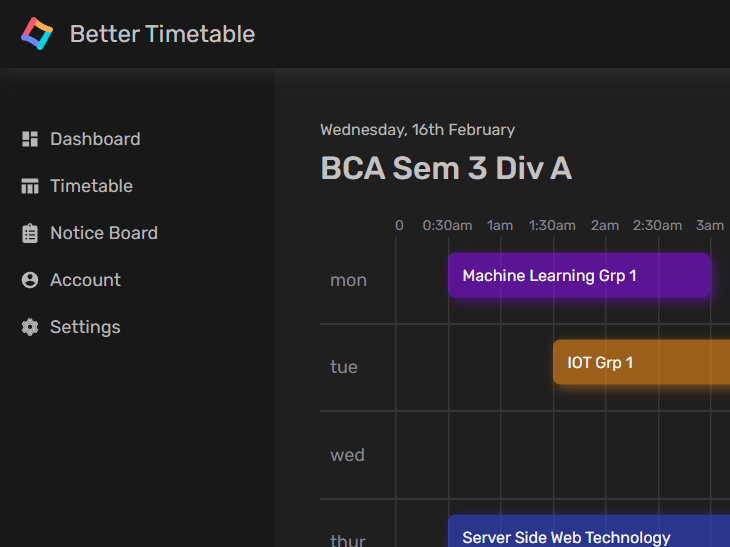 Better Timetable
Dashboard
Timetable
Notice Board
Account
Settings
Wednesday, 16th February
BCA Sem 3 Div A
0 0:30am 1am 1:30am 2am 2:30am 3am
mon Machine Learning Grp 1
tue IOT Grp 1
wed
thur Server Side Web Technology